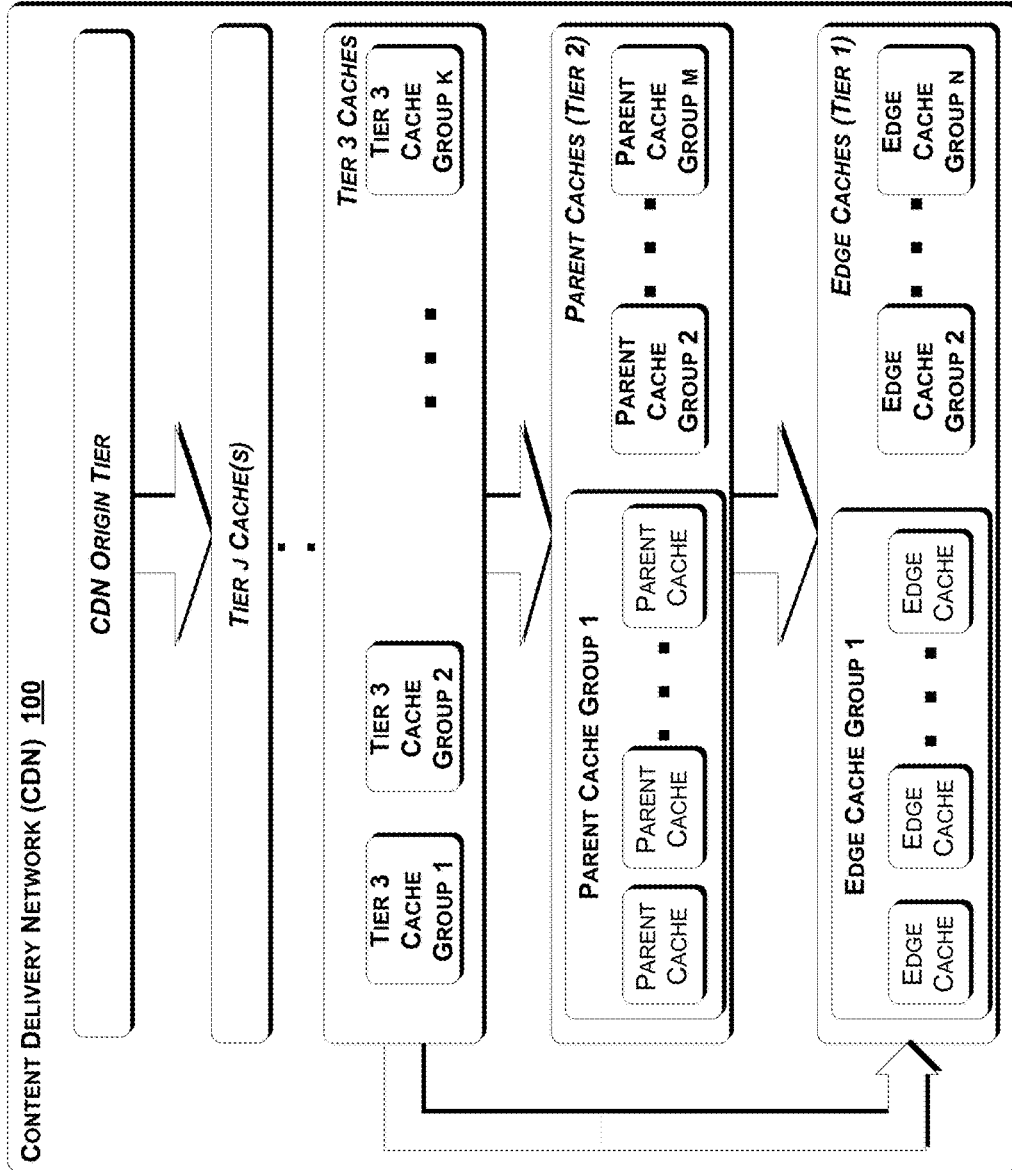 CONTENT DELIVERY NETWORK (CDN) 100
CDN ORIGIN TIER
TIER J CACHE(S)
TIER 3 CACHES
TIER 3
CACHE
GROUP 1
TIER 3
CACHE
GROUP 2
TIER 3
CACHE
GROUP K
PARENT CACHES (TIER 2)
PARENT CACHE GROUP 1
PARENT
CACHE
PARENT
CACHE
PARENT
CACHE
PARENT
CACHE
GROUP 2
PARENT
CACHE
GROUP M
EDGE CACHES (TIER 1)
EDGE CACHE GROUP 1
EDGE
CACHE
EDGE
CACHE
EDGE
CACHE
EDGE
CACHE
GROUP 2
EDGE
CACHE
GROUP N